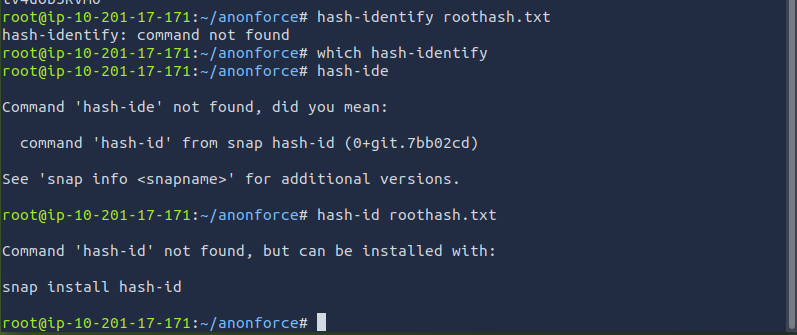 root@ip-10-201-17-171:~/anonforce# hash-identify roothash.txt
hash-identify: command not found
root@ip-10-201-17-171:~/anonforce# which hash-identify
root@ip-10-201-17-171:~/anonforce# hash-ide
Command 'hash-ide' not found, did you mean:
command 'hash-id' from snap hash-id (0+git.7bb02cd)
See 'snap info <snapname>' for additional versions.
root@ip-10-201-17-171:~/anonforce# hash-id roothash.txt
Command 'hash-id' not found, but can be installed with:
snap install hash-id
root@ip-10-201-17-171:~/anonforce#